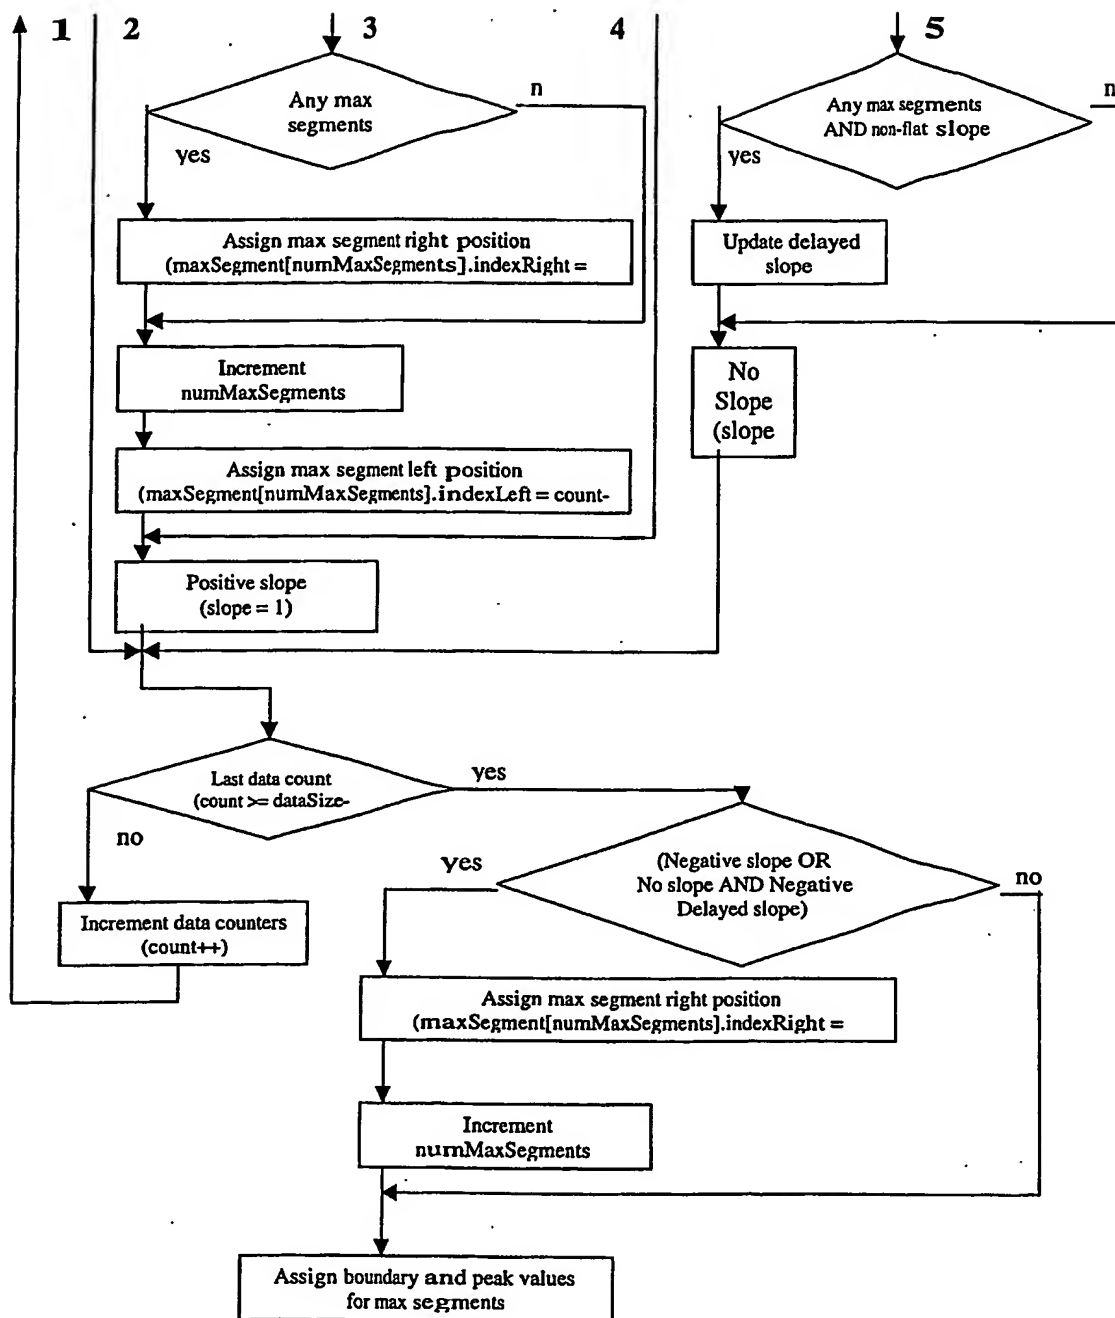 1 2 3 4 5
Any max
segments
n
yes
Any max segments
AND non-flat slope
n
yes
Assign max segment right position
(maxSegment[numMaxSegments].indexRight =
Update delayed
slope
Increment
numMaxSegments
No
Slope
(slope
Assign max segment left position
(maxSegment[numMaxSegments].indexLeft = count-
Positive slope
(slope = 1)
Last data count
(count >= dataSize-
yes
no
(Negative slope OR
No slope AND Negative
Delayed slope)
yes
no
Increment data counters
(count++)
Assign max segment right position
(maxSegment[numMaxSegments].indexRight =
Increment
numMaxSegments
Assign boundary and peak values
for max segments